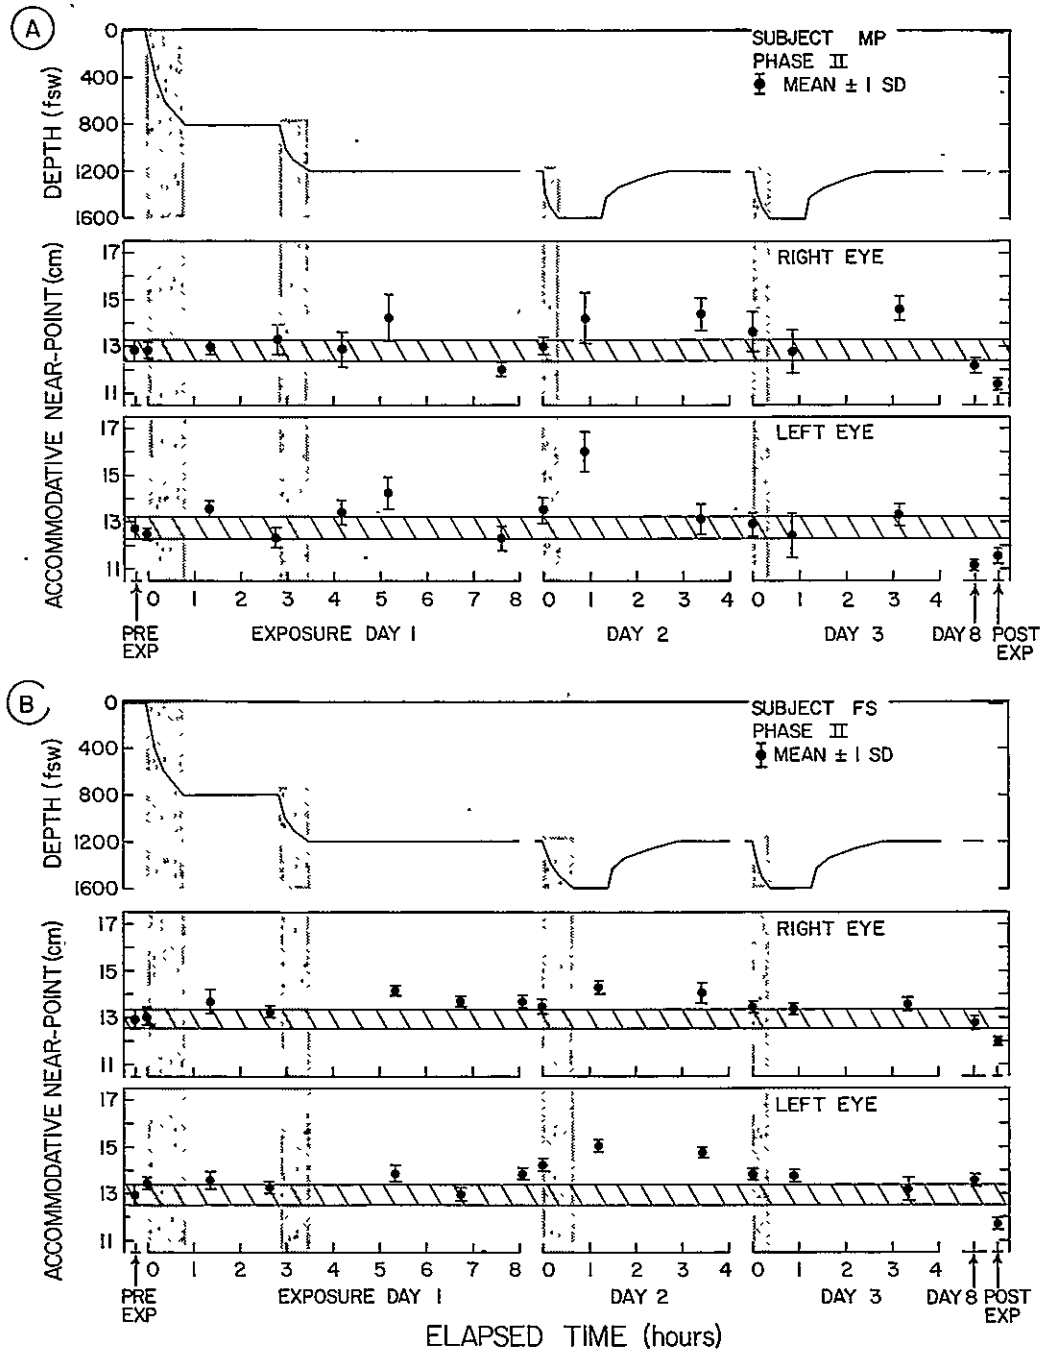 A
SUBJECT MP
PHASE II
MEAN ± 1 SD
DEPTH (fsw)
0
400
800
1200
1600
ACCOMMODATIVE NEAR-POINT (cm)
RIGHT EYE
17
15
13
11
LEFT EYE
17
15
13
11
0 1 2 3 4 5 6 7 8 0 1 2 3 4 0 1 2 3 4
PRE EXP EXPOSURE DAY 1 DAY 2 DAY 3 DAY 8 POST EXP
B
SUBJECT FS
PHASE II
MEAN ± 1 SD
DEPTH (fsw)
0
400
800
1200
1600
ACCOMMODATIVE NEAR-POINT (cm)
RIGHT EYE
17
15
13
11
LEFT EYE
17
15
13
11
0 1 2 3 4 5 6 7 8 0 1 2 3 4 0 1 2 3 4
PRE EXP EXPOSURE DAY 1 DAY 2 DAY 3 DAY 8 POST EXP
ELAPSED TIME (hours)